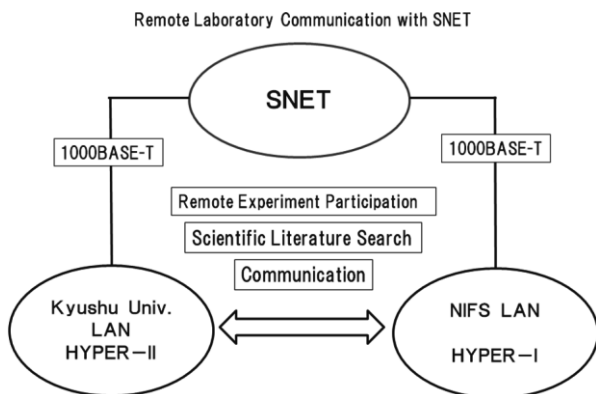 Remote Laboratory Communication with SNET
SNET
1000BASE-T
1000BASE-T
Remote Experiment Participation
Scientific Literature Search
Communication
Kyushu Univ.
LAN
HYPER-II
NIFS LAN
HYPER-I